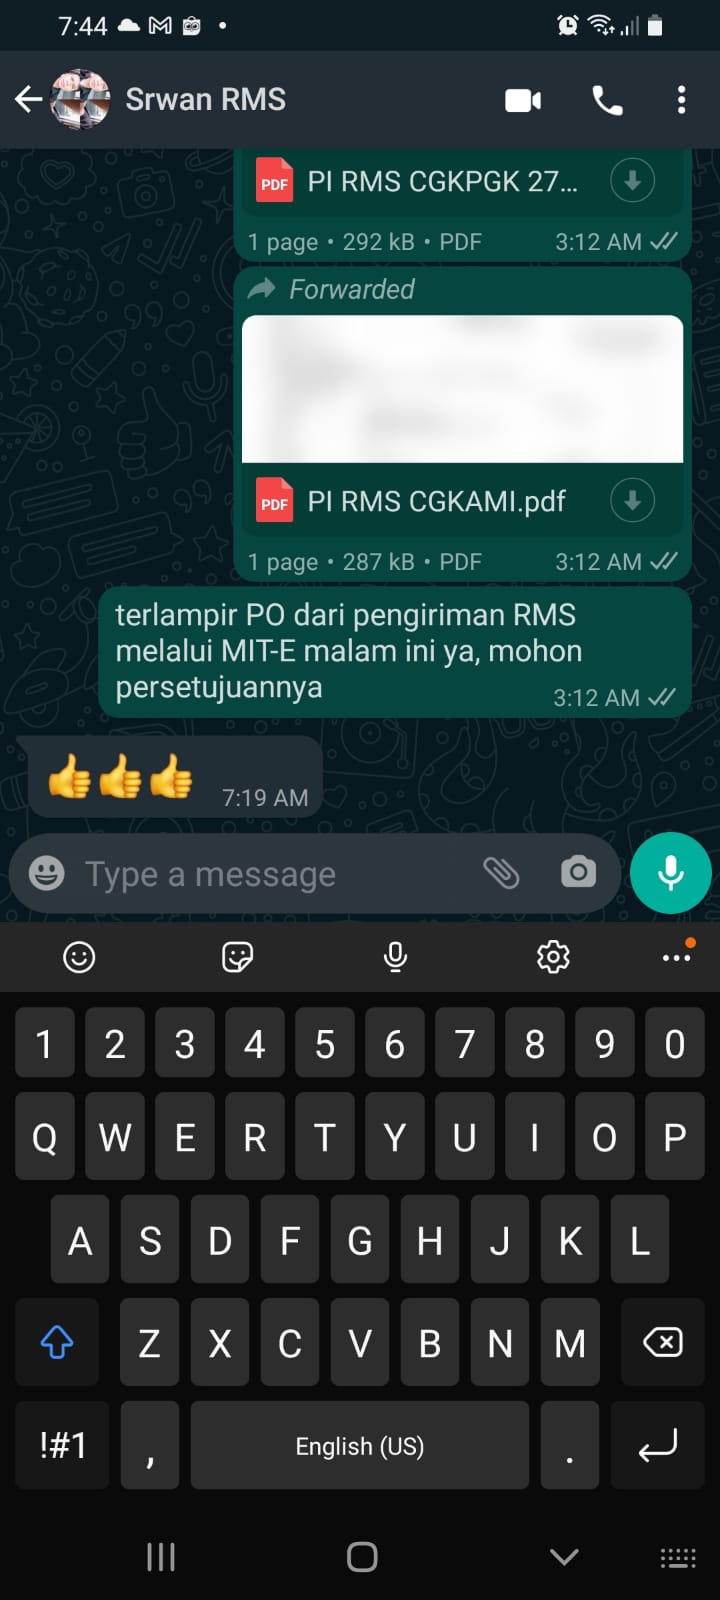 7:44
Srwan RMS
PDF PI RMS CGKPGK 27...
1 page • 292 kB • PDF 3:12 AM
Forwarded
PDF PI RMS CGKAMI.pdf
1 page • 287 kB • PDF 3:12 AM
terlampir PO dari pengiriman RMS
melalui MIT-E malam ini ya, mohon
persetujuannya
3:12 AM
👍👍👍 7:19 AM
Type a message
1 2 3 4 5 6 7 8 9 0
Q W E R T Y U I O P
A S D F G H J K L
Z X C V B N M
!#1 , English (US) .